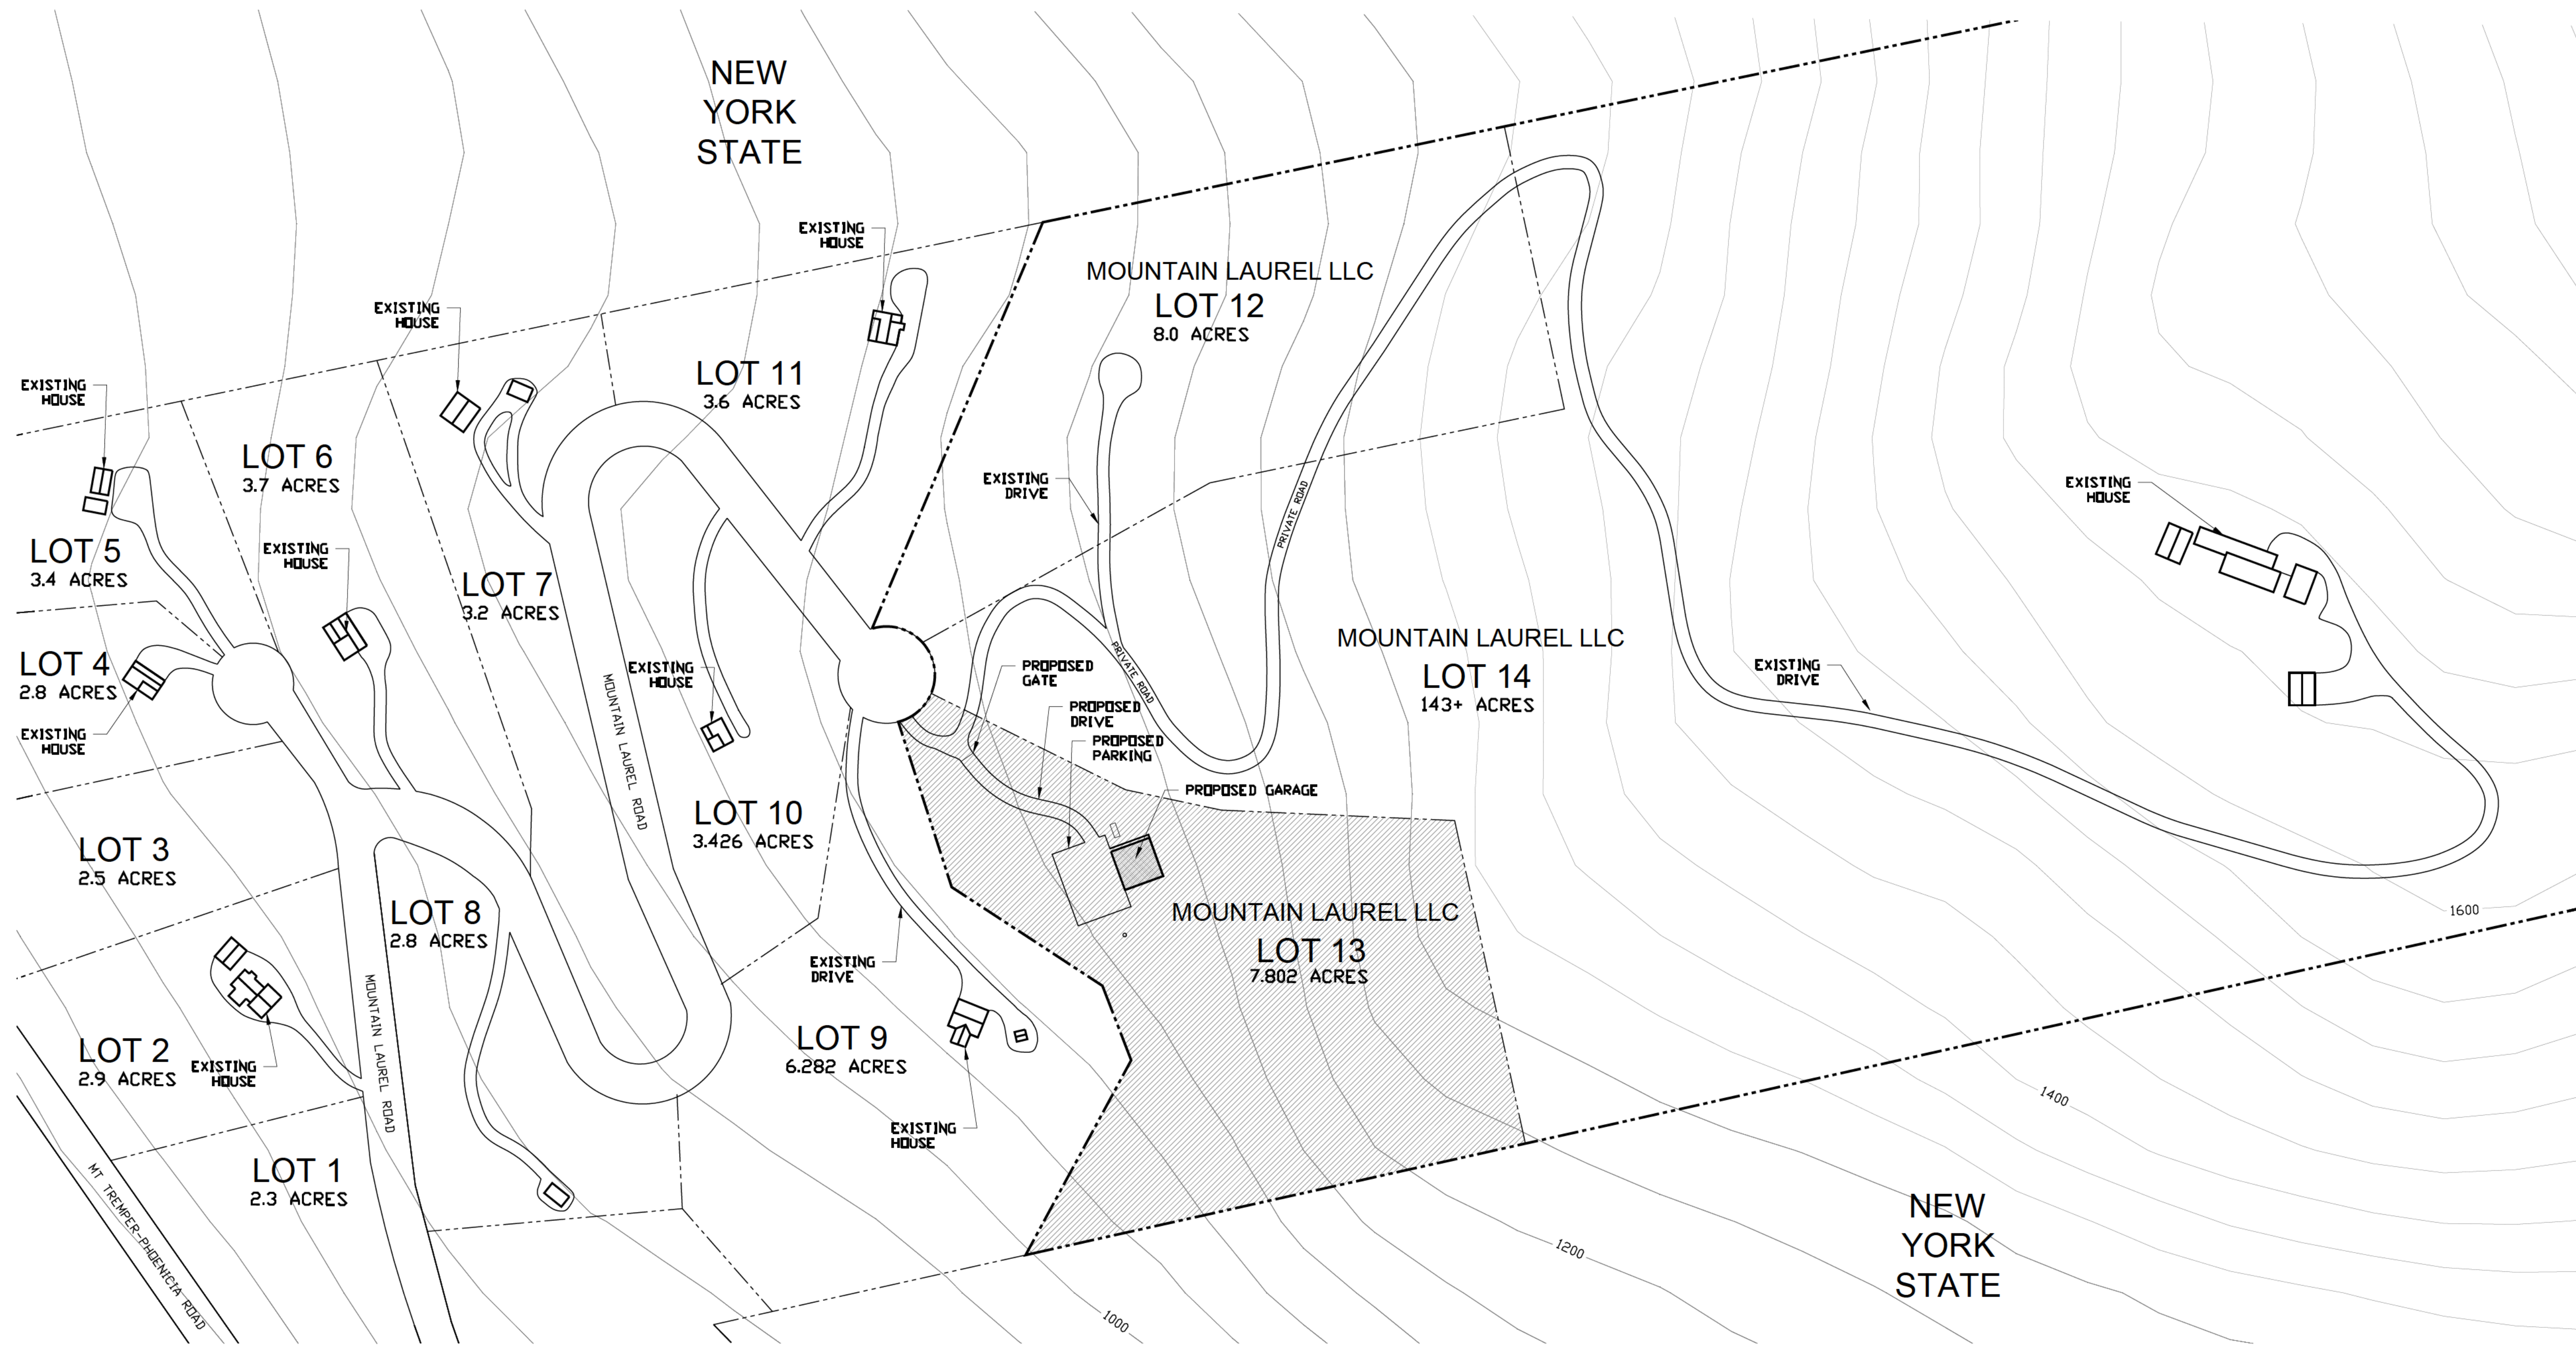 NEW
YORK
STATE
EXISTING
HOUSE
MOUNTAIN LAUREL LLC
LOT 12
8.0 ACRES
EXISTING
HOUSE
LOT 11
3.6 ACRES
EXISTING
HOUSE
LOT 6
3.7 ACRES
EXISTING
DRIVE
PRIVATE ROAD
EXISTING
HOUSE
LOT 5
3.4 ACRES
EXISTING
HOUSE
LOT 7
3.2 ACRES
LOT 4
2.8 ACRES
EXISTING
HOUSE
EXISTING
HOUSE
MOUNTAIN LAUREL ROAD
PROPOSED
GATE
PRIVATE ROAD
MOUNTAIN LAUREL LLC
LOT 14
143+ ACRES
EXISTING
DRIVE
PROPOSED
DRIVE
PROPOSED
PARKING
PROPOSED GARAGE
LOT 10
3.426 ACRES
LOT 3
2.5 ACRES
LOT 8
2.8 ACRES
MOUNTAIN LAUREL LLC
LOT 13
7.802 ACRES
1600
EXISTING
DRIVE
MOUNTAIN LAUREL ROAD
LOT 2
2.9 ACRES
EXISTING
HOUSE
LOT 9
6.282 ACRES
EXISTING
HOUSE
1400
LOT 1
2.3 ACRES
MT TREMPER-PHOENICIA ROAD
1200
1000
NEW
YORK
STATE